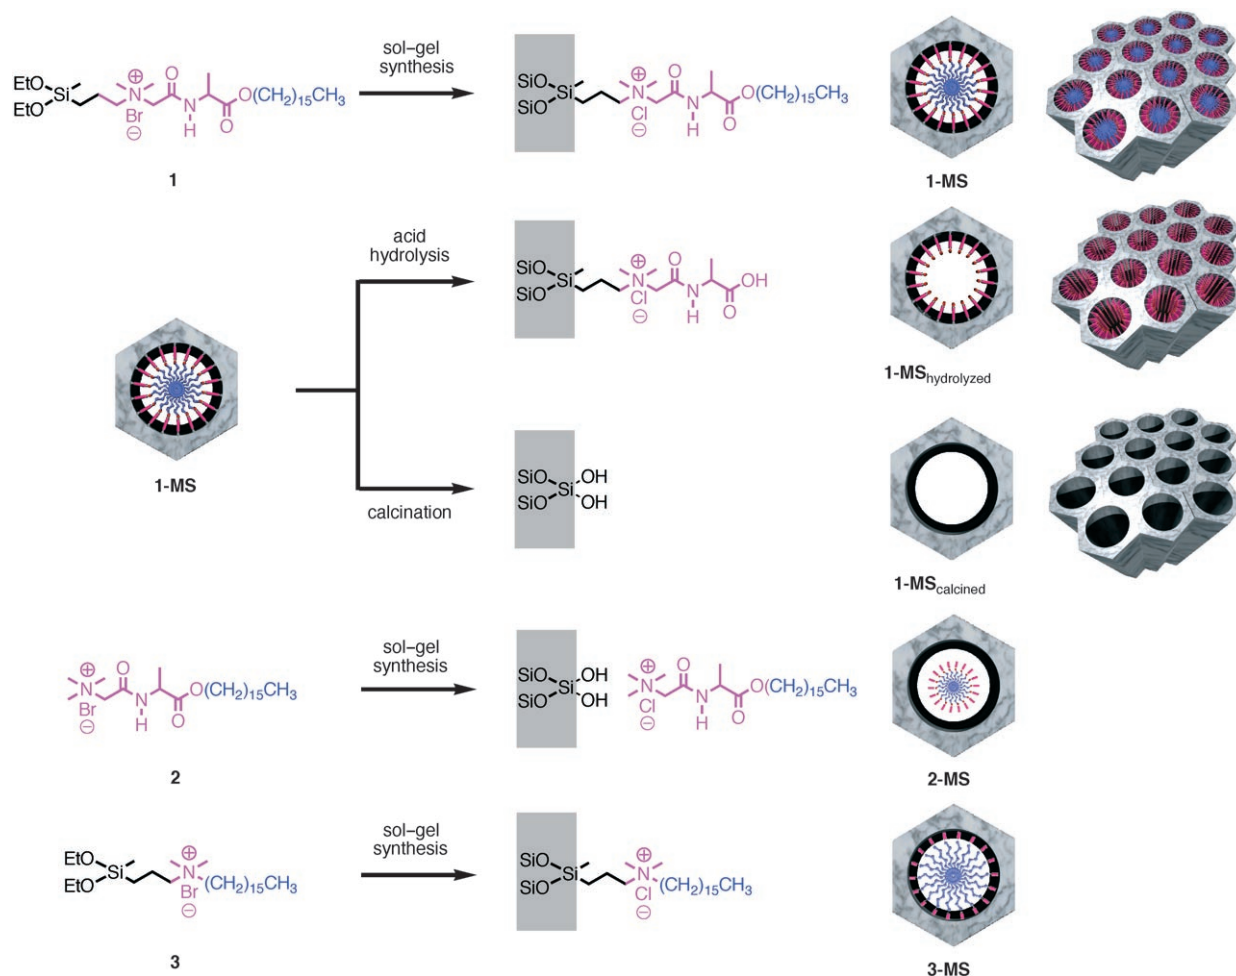 sol-gel
synthesis
EtO
EtO
Si
⊕
N
Br
⊖
O
N
H
O
O(CH2)15CH3
1
SiO
SiO
Si
⊕
N
Cl
⊖
O
N
H
O
O(CH2)15CH3
1-MS
acid
hydrolysis
SiO
SiO
Si
⊕
N
Cl
⊖
O
N
H
O
OH
1-MShydrolyzed
1-MS
calcination
SiO
SiO
Si
OH
OH
1-MScalcined
sol–gel
synthesis
⊕
N
Br
⊖
O
N
H
O
O(CH2)15CH3
2
SiO
SiO
Si
OH
OH
⊕
N
Cl
⊖
O
N
H
O
O(CH2)15CH3
2-MS
sol–gel
synthesis
EtO
EtO
Si
⊕
N
Br
⊖
(CH2)15CH3
3
SiO
SiO
Si
⊕
N
Cl
⊖
(CH2)15CH3
3-MS